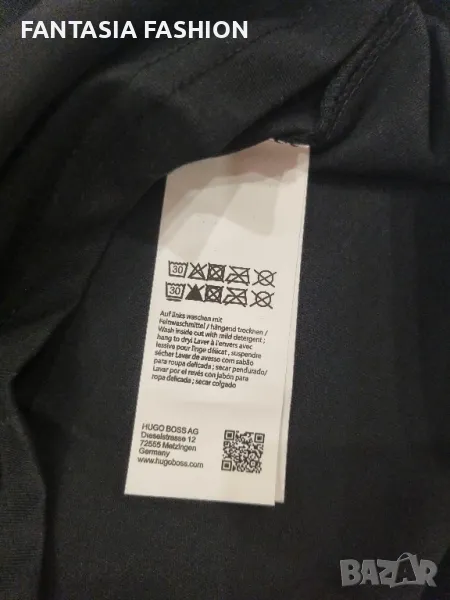 FANTASIA FASHION
30
30
Auf links waschen mit
Feinwaschmittel / hängend trocknen /
Wash inside out with mild detergent ;
hang to dry/ Laver à l'envers avec
lessive pour linge délicat , suspendre
sécher Lavar de avesso com sabão
para roupa delicada ; secar pendurado/
Lavar por el revés con jabón para
ropa delicada ; secar colgado
HUGO BOSS AG
Dieselstrasse 12
72555 Metzingen
Germany
www.hugoboss.com
BAZAR